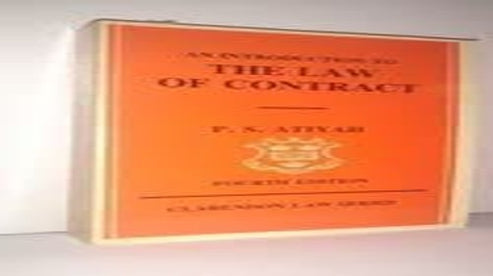 AN INTRODUCTION TO
THE LAW
OF CONTRACT
P. S. ATIYAH
FOURTH EDITION
CLARENDON LAW SERIES